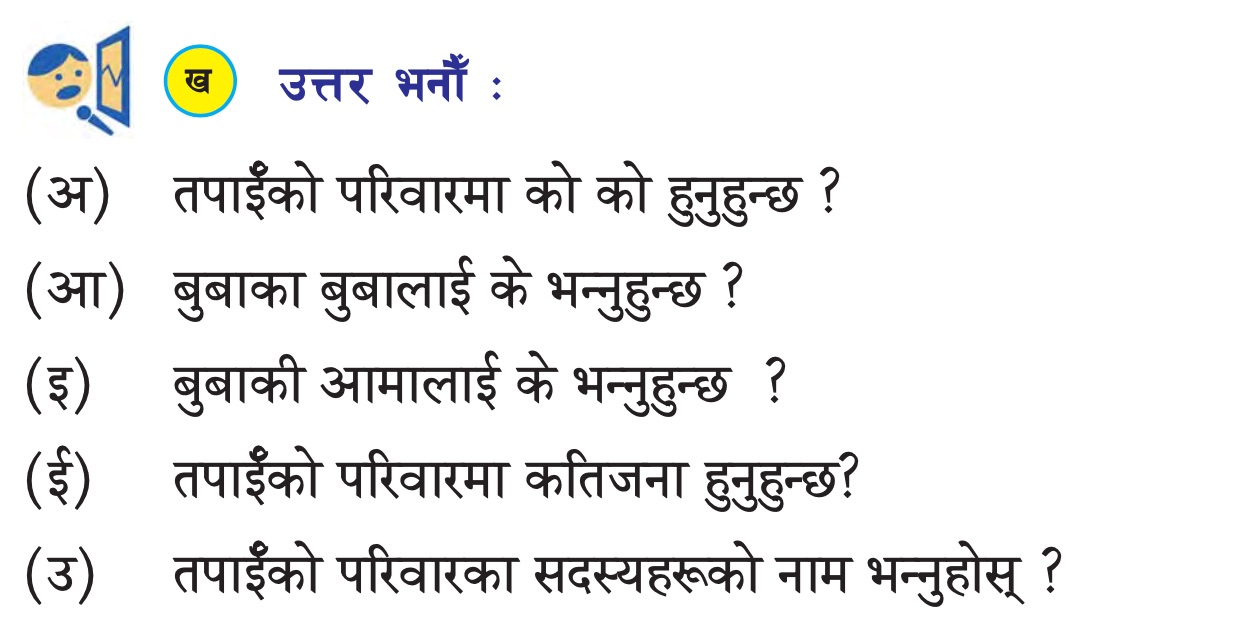 ख उत्तर भनौँ :
(अ) तपाईँको परिवारमा को को हुनुहुन्छ ?
(आ) बुबाका बुबालाई के भन्नुहुन्छ ?
(इ) बुबाकी आमालाई के भन्नुहुन्छ ?
(ई) तपाईँको परिवारमा कतिजना हुनुहुन्छ?
(उ) तपाईँको परिवारका सदस्यहरूको नाम भन्नुहोस् ?